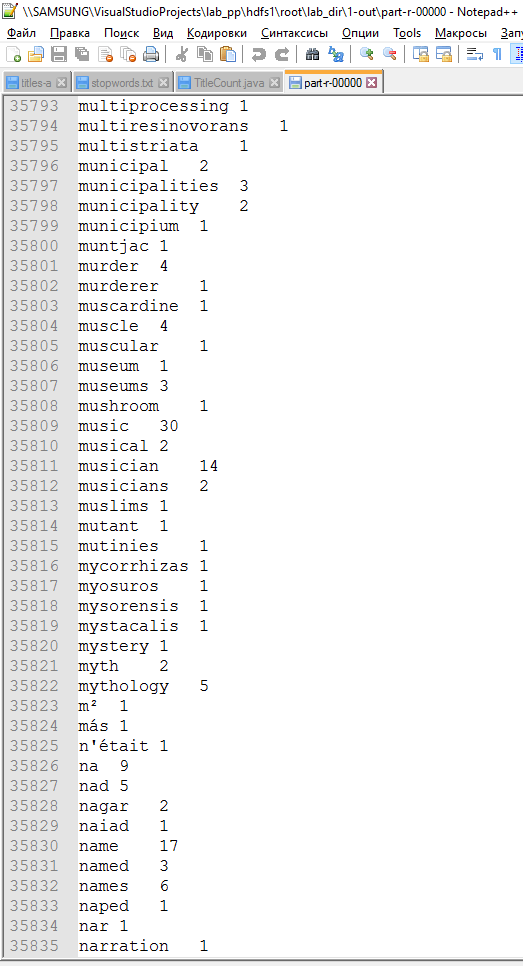 \\SAMSUNG\VisualStudioProjects\lab_pp\hdfs1\root\lab_dir\1-out\part-r-00000 - Notepad++
Файл Правка Поиск Вид Кодировки Синтаксисы Опции Tools Макросы Запу
titles-a stopwords.txt TitleCount.java part-r-00000
35793 multiprocessing 1
35794 multiresinovorans 1
35795 multistriata 1
35796 municipal 2
35797 municipalities 3
35798 municipality 2
35799 municipium 1
35800 muntjac 1
35801 murder 4
35802 murderer 1
35803 muscardine 1
35804 muscle 4
35805 muscular 1
35806 museum 1
35807 museums 3
35808 mushroom 1
35809 music 30
35810 musical 2
35811 musician 14
35812 musicians 2
35813 muslims 1
35814 mutant 1
35815 mutinies 1
35816 mycorrhizas 1
35817 myosuros 1
35818 mysorensis 1
35819 mystacalis 1
35820 mystery 1
35821 myth 2
35822 mythology 5
35823 m² 1
35824 más 1
35825 n'était 1
35826 na 9
35827 nad 5
35828 nagar 2
35829 naiad 1
35830 name 17
35831 named 3
35832 names 6
35833 naped 1
35834 nar 1
35835 narration 1